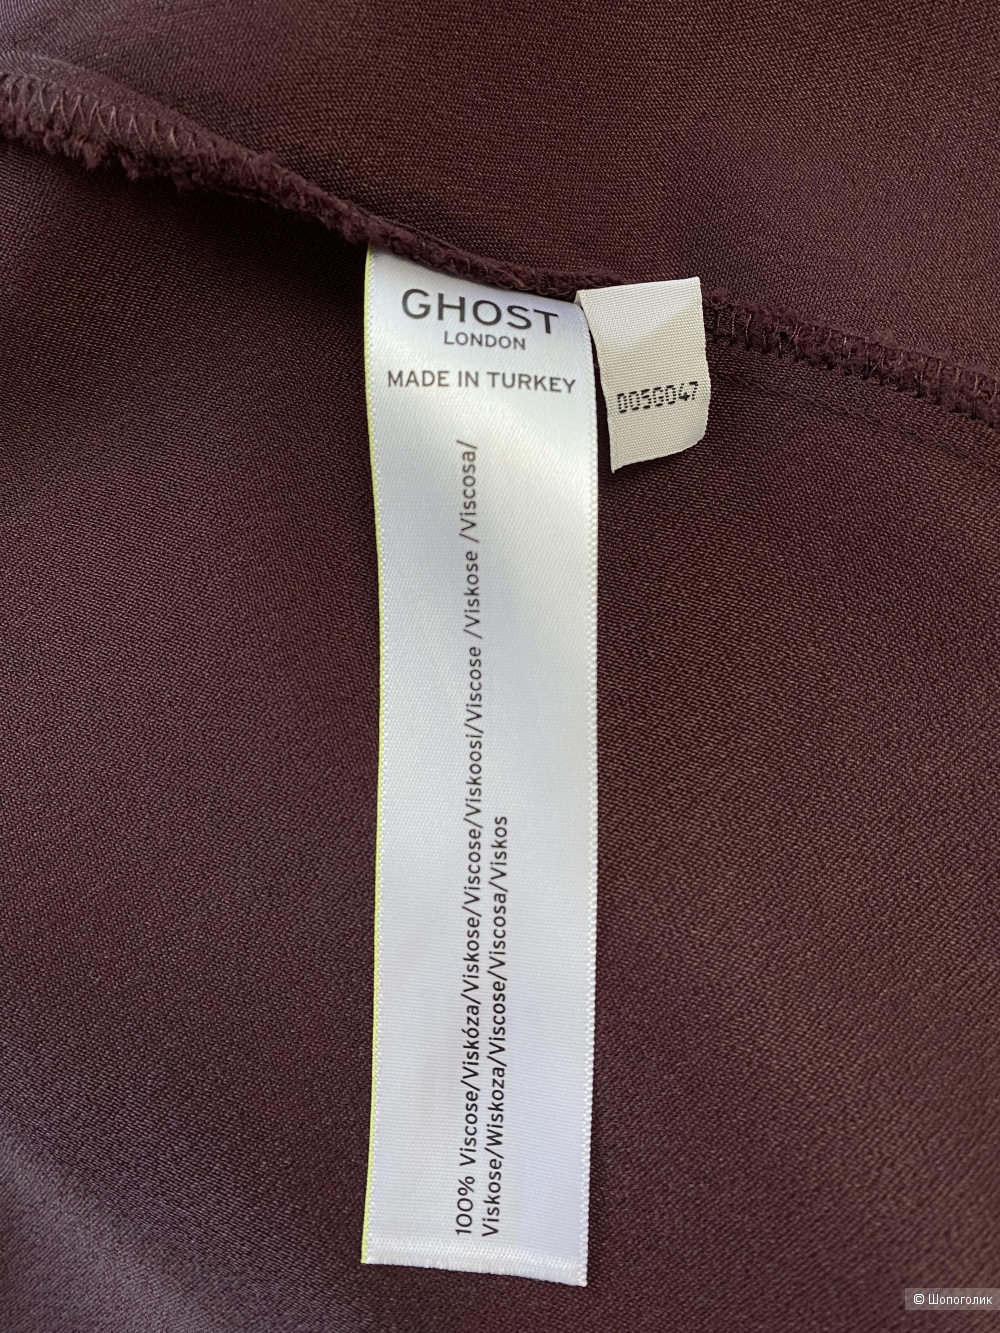 GHOST
LONDON
MADE IN TURKEY
005G047
100% Viscose/Viskóza/Viskose/Viscose/Viskoosi/Viscose /Viskose /Viscosa/
Viskose/Wiskoza/Viscose/Viscosa/Viskos
© Шопоголик